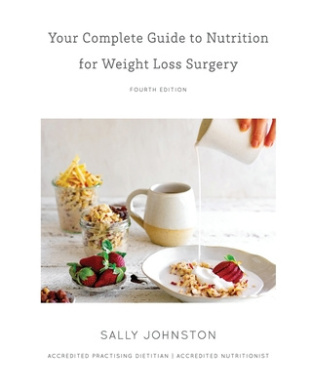 Your Complete Guide to Nutrition
for Weight Loss Surgery
FOURTH EDITION
SALLY JOHNSTON
ACCREDITED PRACTISING DIETITIAN | ACCREDITED NUTRITIONIST